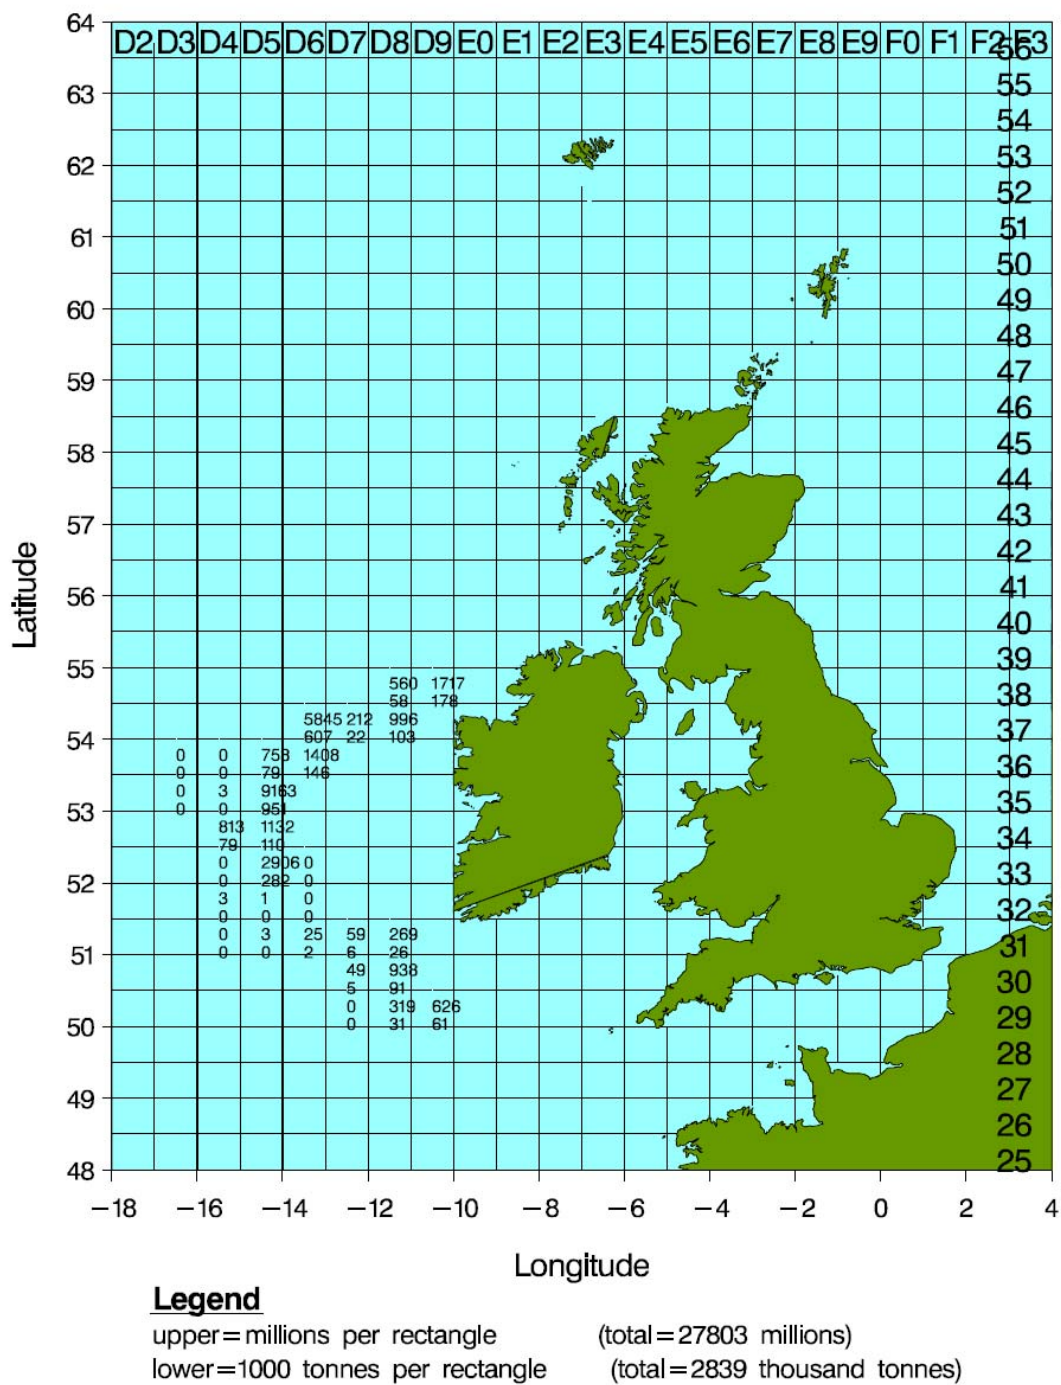 64
D2 D3 D4 D5 D6 D7 D8 D9 E0 E1 E2 E3 E4 E5 E6 E7 E8 E9 F0 F1 F2 F3
56
55
63
54
53
62
52
51
61
50
49
60
48
47
59
46
45
58
44
43
57
42
41
56
40
39
55
560 1717
38
58 178
5845 212 996
37
607 22 103
54
0 0 758 1408
36
0 0 79 146
0 3 9163
35
0 0 951
53
813 1132
34
79 110
0 2906 0
33
0 282 0
52
3 1 0
32
0 0 0
0 3 25 59 269
31
0 0 2 6 26
51
49 938
30
5 91
0 319 626
29
0 31 61
50
28
27
49
26
25
48
−18 −16 −14 −12 −10 −8 −6 −4 −2 0 2 4
Latitude
Longitude
Legend
upper=millions per rectangle (total=27803 millions)
lower=1000 tonnes per rectangle (total=2839 thousand tonnes)